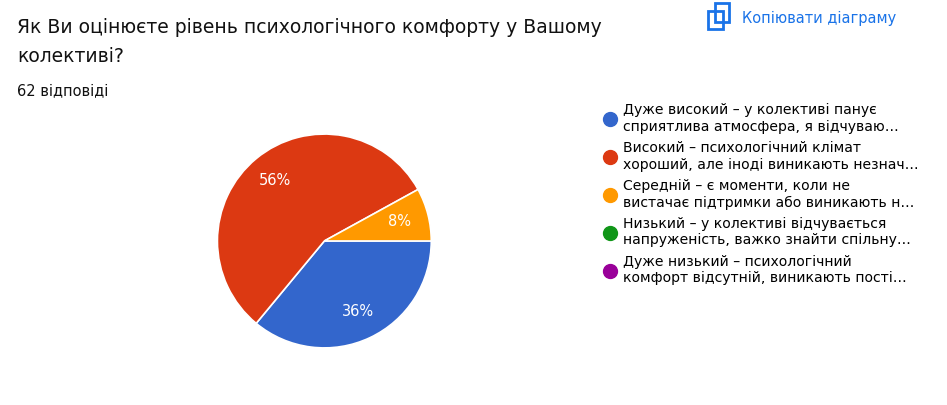 Як Ви оцінюєте рівень психологічного комфорту у Вашому
колективі?
Копіювати діаграму
62 відповіді
56%
8%
36%
Дуже високий – у колективі панує
сприятлива атмосфера, я відчуваю…
Високий – психологічний клімат
хороший, але іноді виникають незнач…
Середній – є моменти, коли не
вистачає підтримки або виникають н…
Низький – у колективі відчувається
напруженість, важко знайти спільну…
Дуже низький – психологічний
комфорт відсутній, виникають пості…